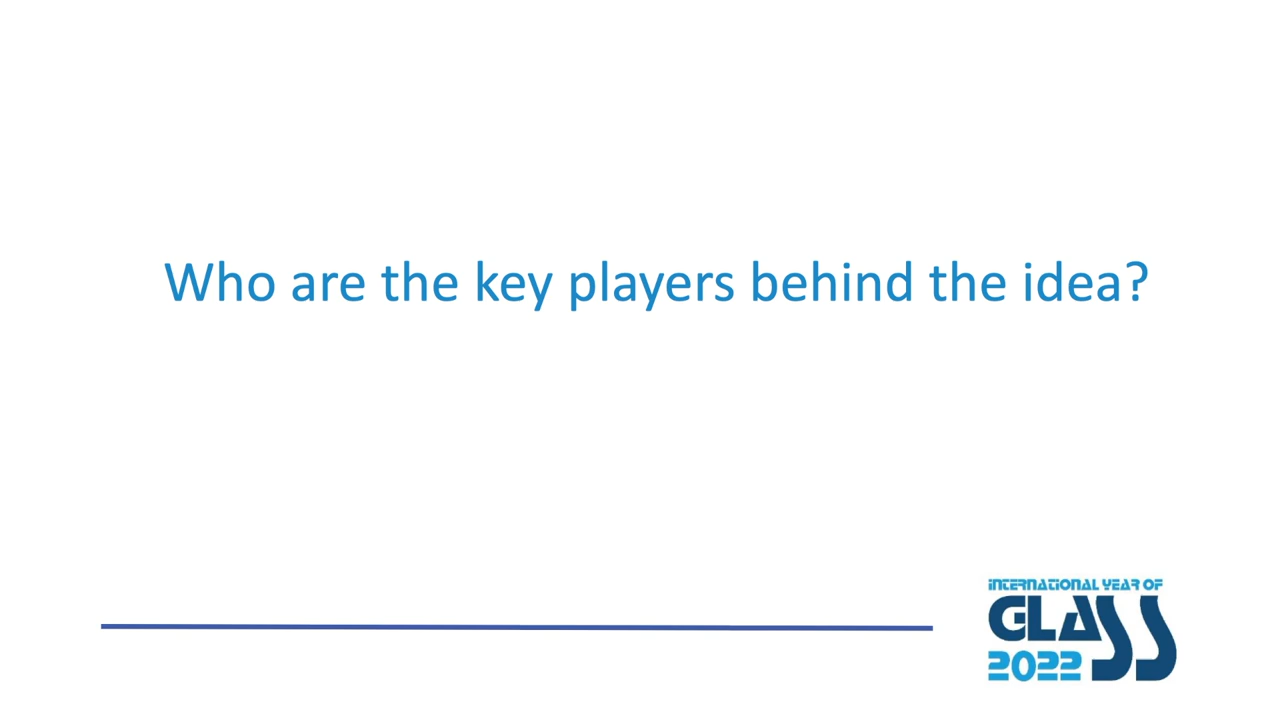 Who are the key players behind the idea?
INTERNATIONAL YEAR OF
GLASS
2022